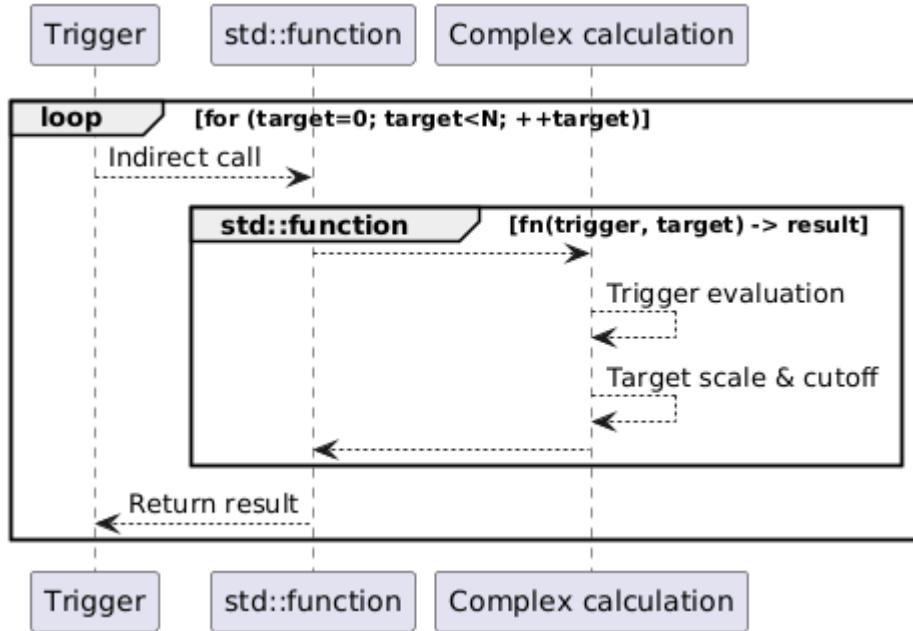 Trigger
std::function
Complex calculation
loop
[for (target=0; target<N; ++target)]
Indirect call
std::function
[fn(trigger, target) -> result]
Trigger evaluation
Target scale & cutoff
Return result
Trigger
std::function
Complex calculation